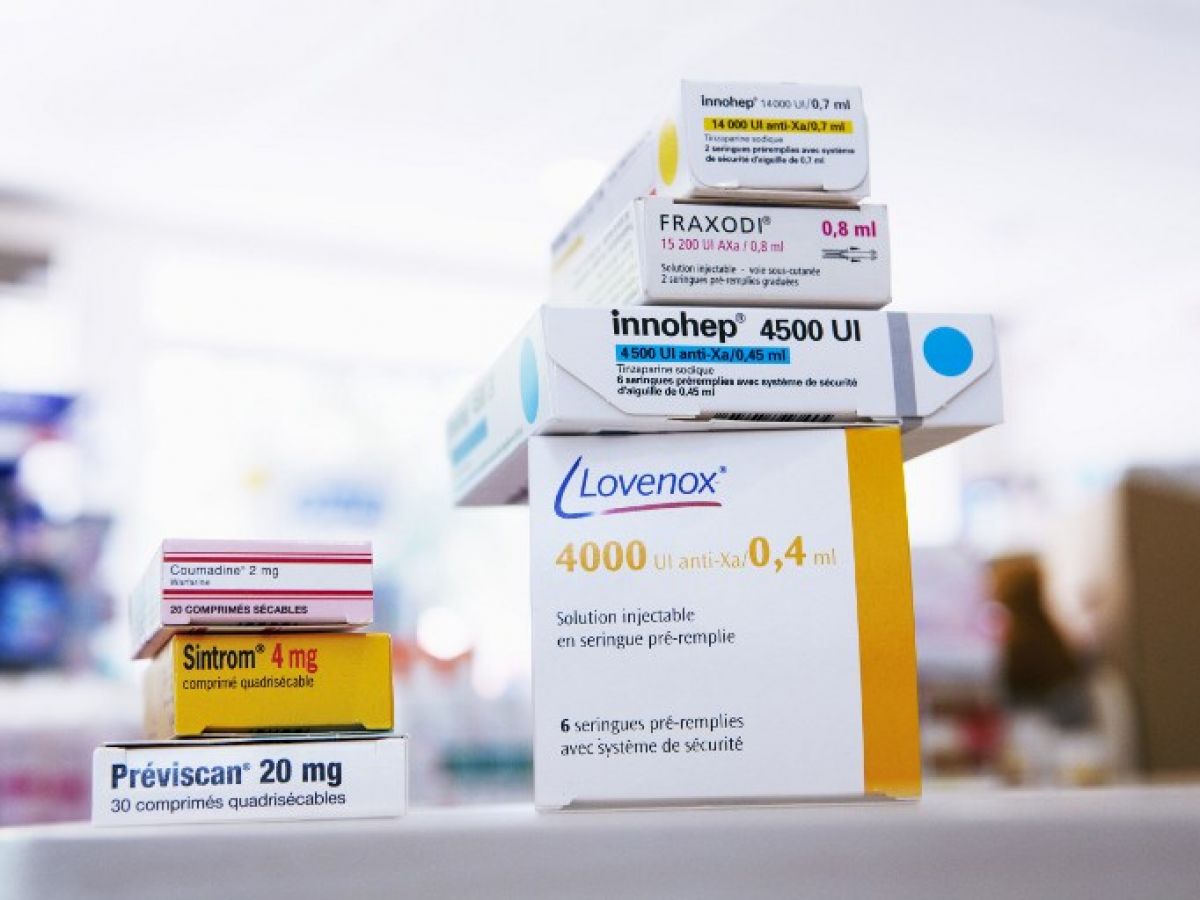 innohep® 14000 UI/0,7 ml
14 000 UI anti-Xa/0,7 ml
Tinzaparine sodique
2 seringues préremplies avec système
de sécurité d'aiguille de 0,7 ml
FRAXODI® 0,8 ml
15 200 UI AXa / 0,8 ml
Solution injectable - voie sous-cutanée
2 seringues pré-remplies graduées
innohep® 4500 UI
4 500 UI anti-Xa/0,45 ml
Tinzaparine sodique
6 seringues préremplies avec système de sécurité
d'aiguille de 0,45 ml
Lovenox®
4000 UI anti-Xa/0,4 ml
Solution injectable
en seringue pré-remplie
6 seringues pré-remplies
avec système de sécurité
Coumadine® 2 mg
Warfarine
20 COMPRIMÉS SÉCABLES
Sintrom® 4 mg
comprimé quadrisécable
Préviscan® 20 mg
30 comprimés quadrisécables